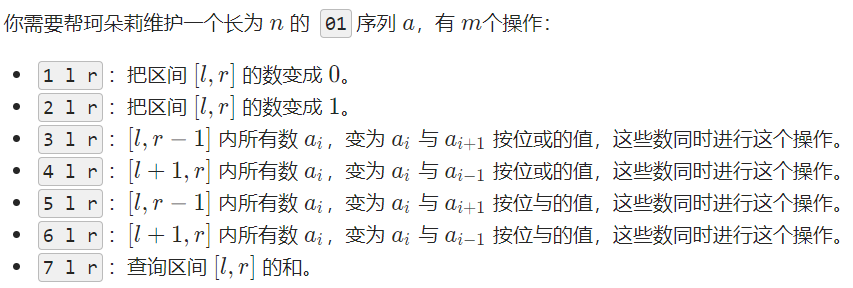 你需要帮珂朵莉维护一个长为 n 的 01 序列 a，有 m个操作：
• 1 l r ：把区间 [l, r] 的数变成 0。
• 2 l r ：把区间 [l, r] 的数变成 1。
• 3 l r ：[l, r − 1] 内所有数 a_i，变为 a_i 与 a_{i+1} 按位或的值，这些数同时进行这个操作。
• 4 l r ：[l + 1, r] 内所有数 a_i，变为 a_i 与 a_{i−1} 按位或的值，这些数同时进行这个操作。
• 5 l r ：[l, r − 1] 内所有数 a_i，变为 a_i 与 a_{i+1} 按位与的值，这些数同时进行这个操作。
• 6 l r ：[l + 1, r] 内所有数 a_i，变为 a_i 与 a_{i−1} 按位与的值，这些数同时进行这个操作。
• 7 l r ：查询区间 [l, r] 的和。